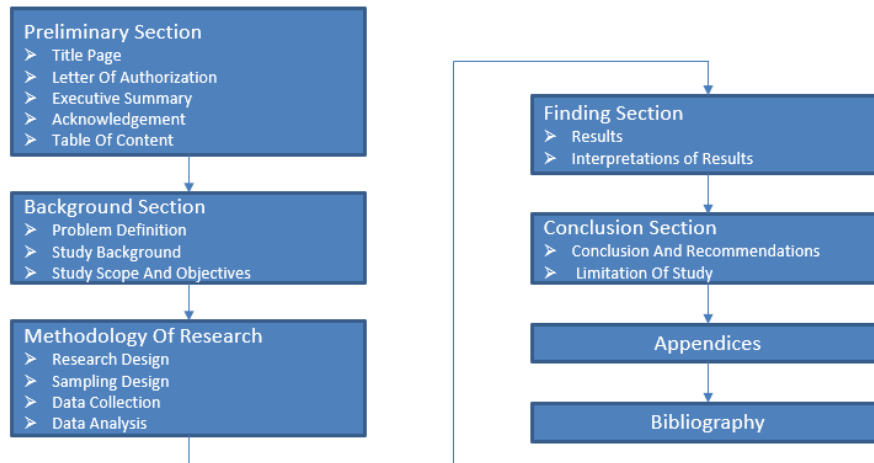 Preliminary Section
Title Page
Letter Of Authorization
Executive Summary
Acknowledgement
Table Of Content
Background Section
Problem Definition
Study Background
Study Scope And Objectives
Methodology Of Research
Research Design
Sampling Design
Data Collection
Data Analysis
Finding Section
Results
Interpretations of Results
Conclusion Section
Conclusion And Recommendations
Limitation Of Study
Appendices
Bibliography